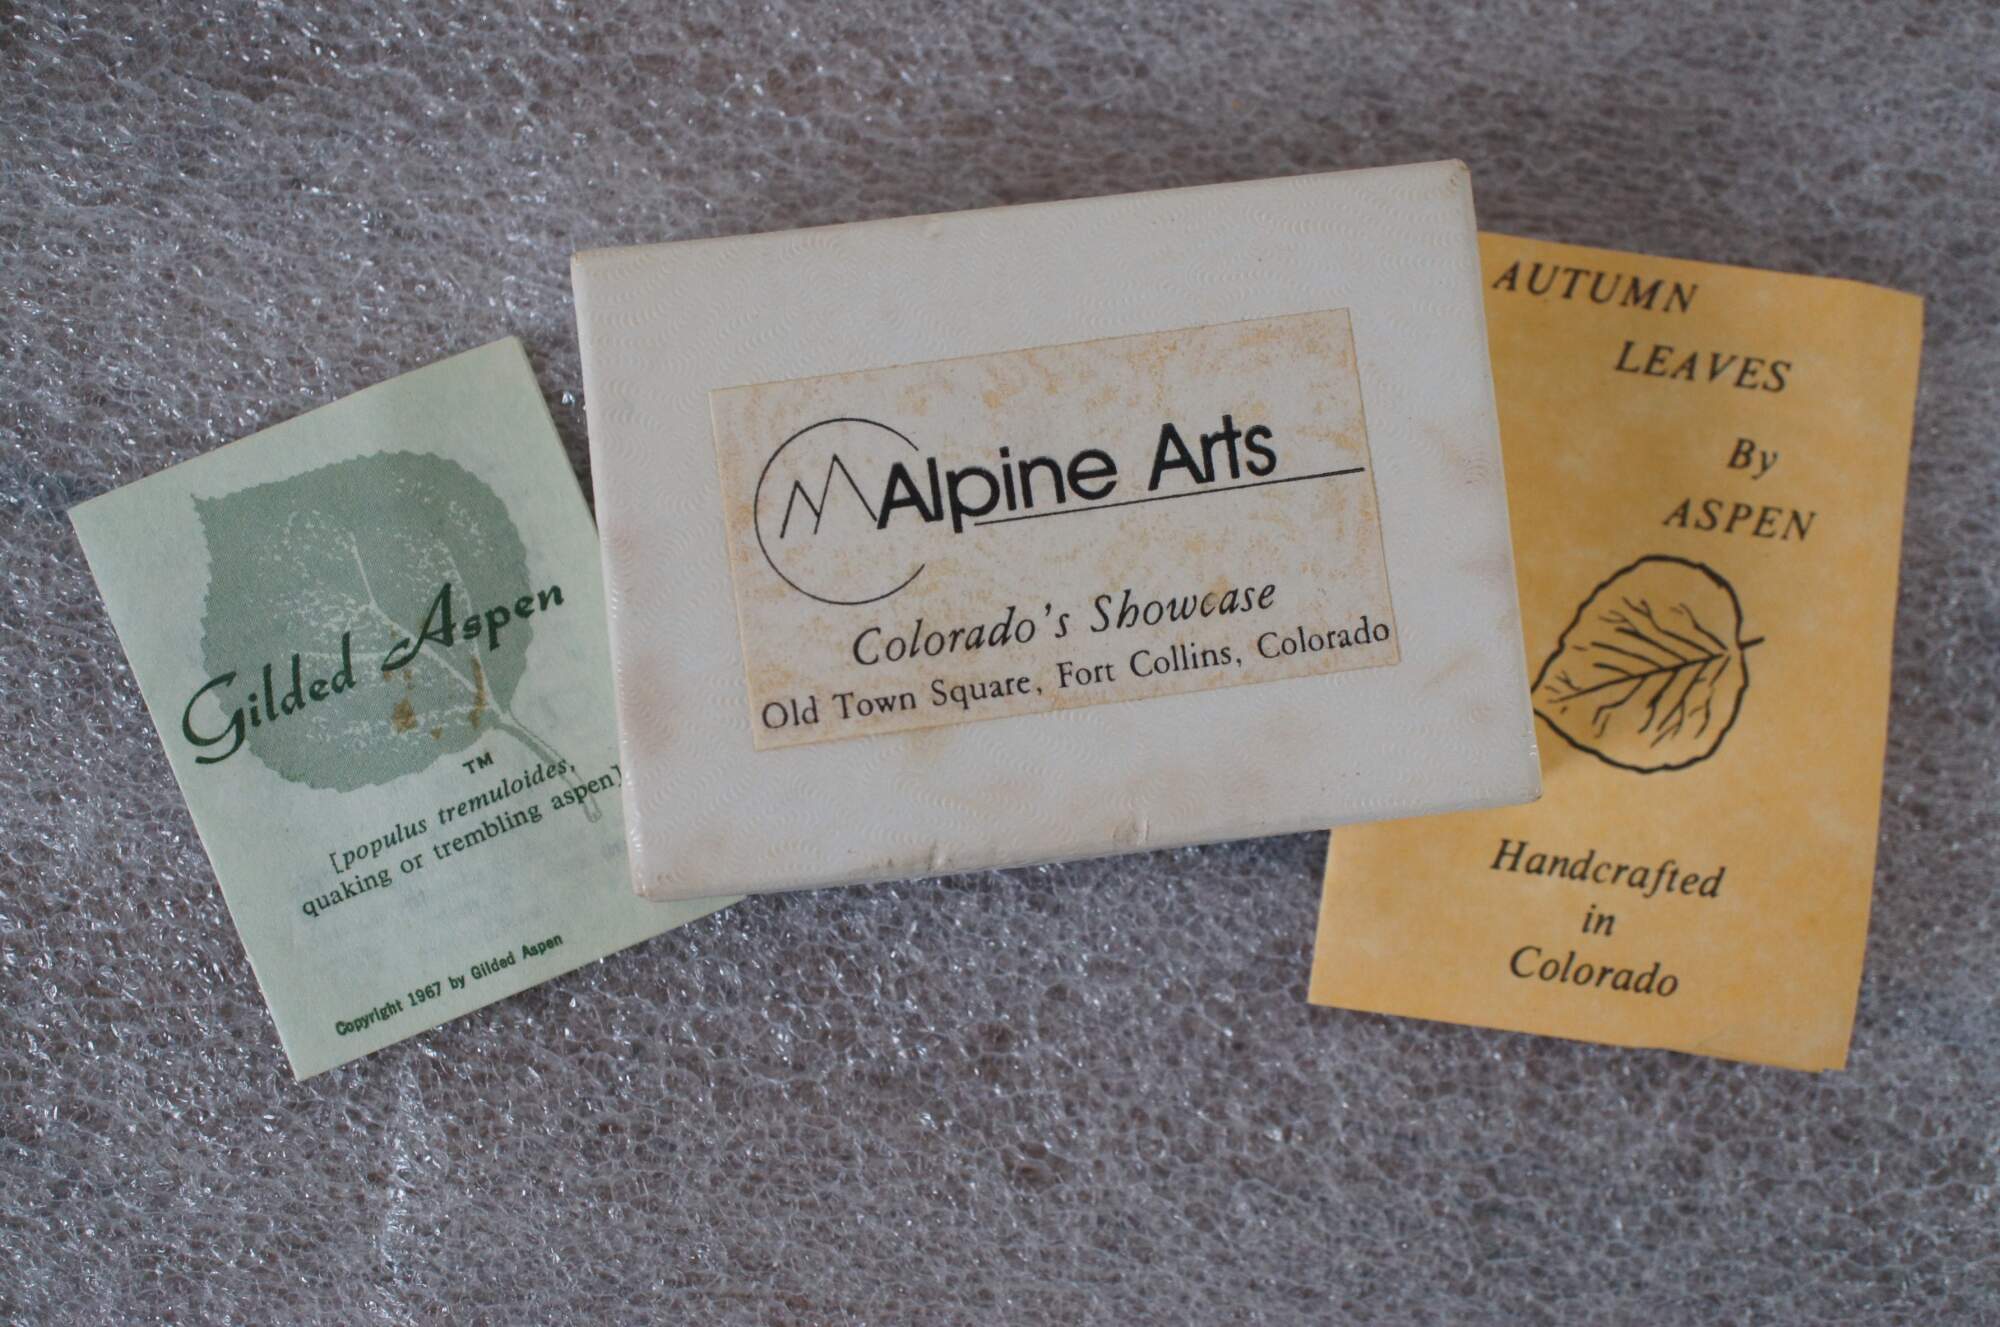 Gilded Aspen
TM
[populus tremuloides,
quaking or trembling aspen]
Copyright 1967 by Gilded Aspen
Alpine Arts
Colorado's Showcase
Old Town Square, Fort Collins, Colorado
AUTUMN
LEAVES
By
ASPEN
Handcrafted
in
Colorado